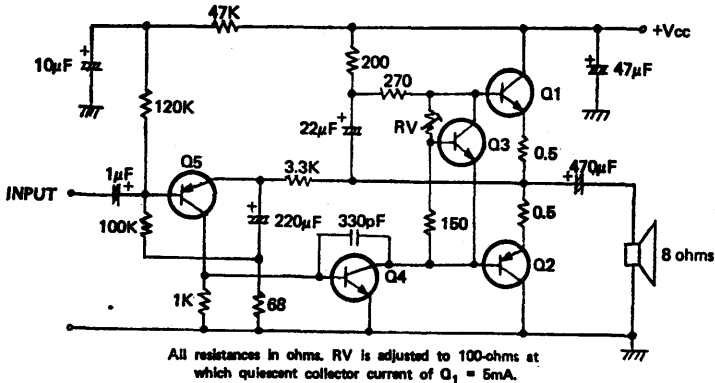 47K
+Vcc
10μF
200
47μF
270
Q1
120K
22μF
RV
Q3
0.5
1μF
Q5
3.3K
470μF
INPUT
100K
220μF
330pF
150
0.5
8 ohms
Q4
Q2
1K
68
All resistances in ohms. RV is adjusted to 100-ohms at
which quiescent collector current of Q1 = 5mA.